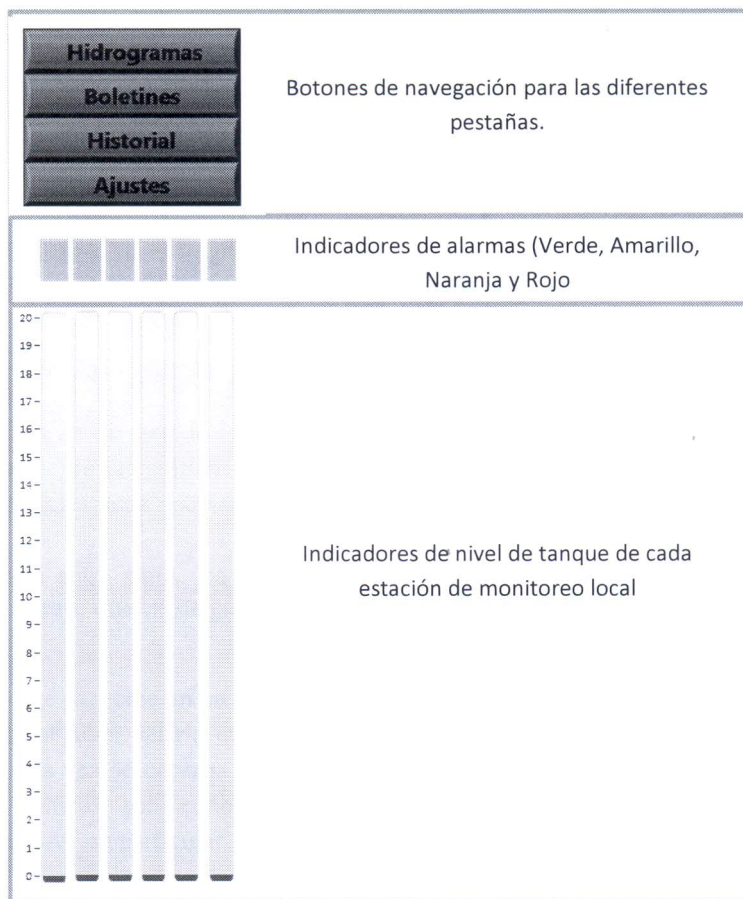 Hidrogramas
Boletines
Historial
Ajustes
Botones de navegación para las diferentes
pestañas.
Indicadores de alarmas (Verde, Amarillo,
Naranja y Rojo
20
19
18
17
16
15
14
13
12
11
10
9
8
7
6
5
4
3
2
1
0
Indicadores de nivel de tanque de cada
estación de monitoreo local